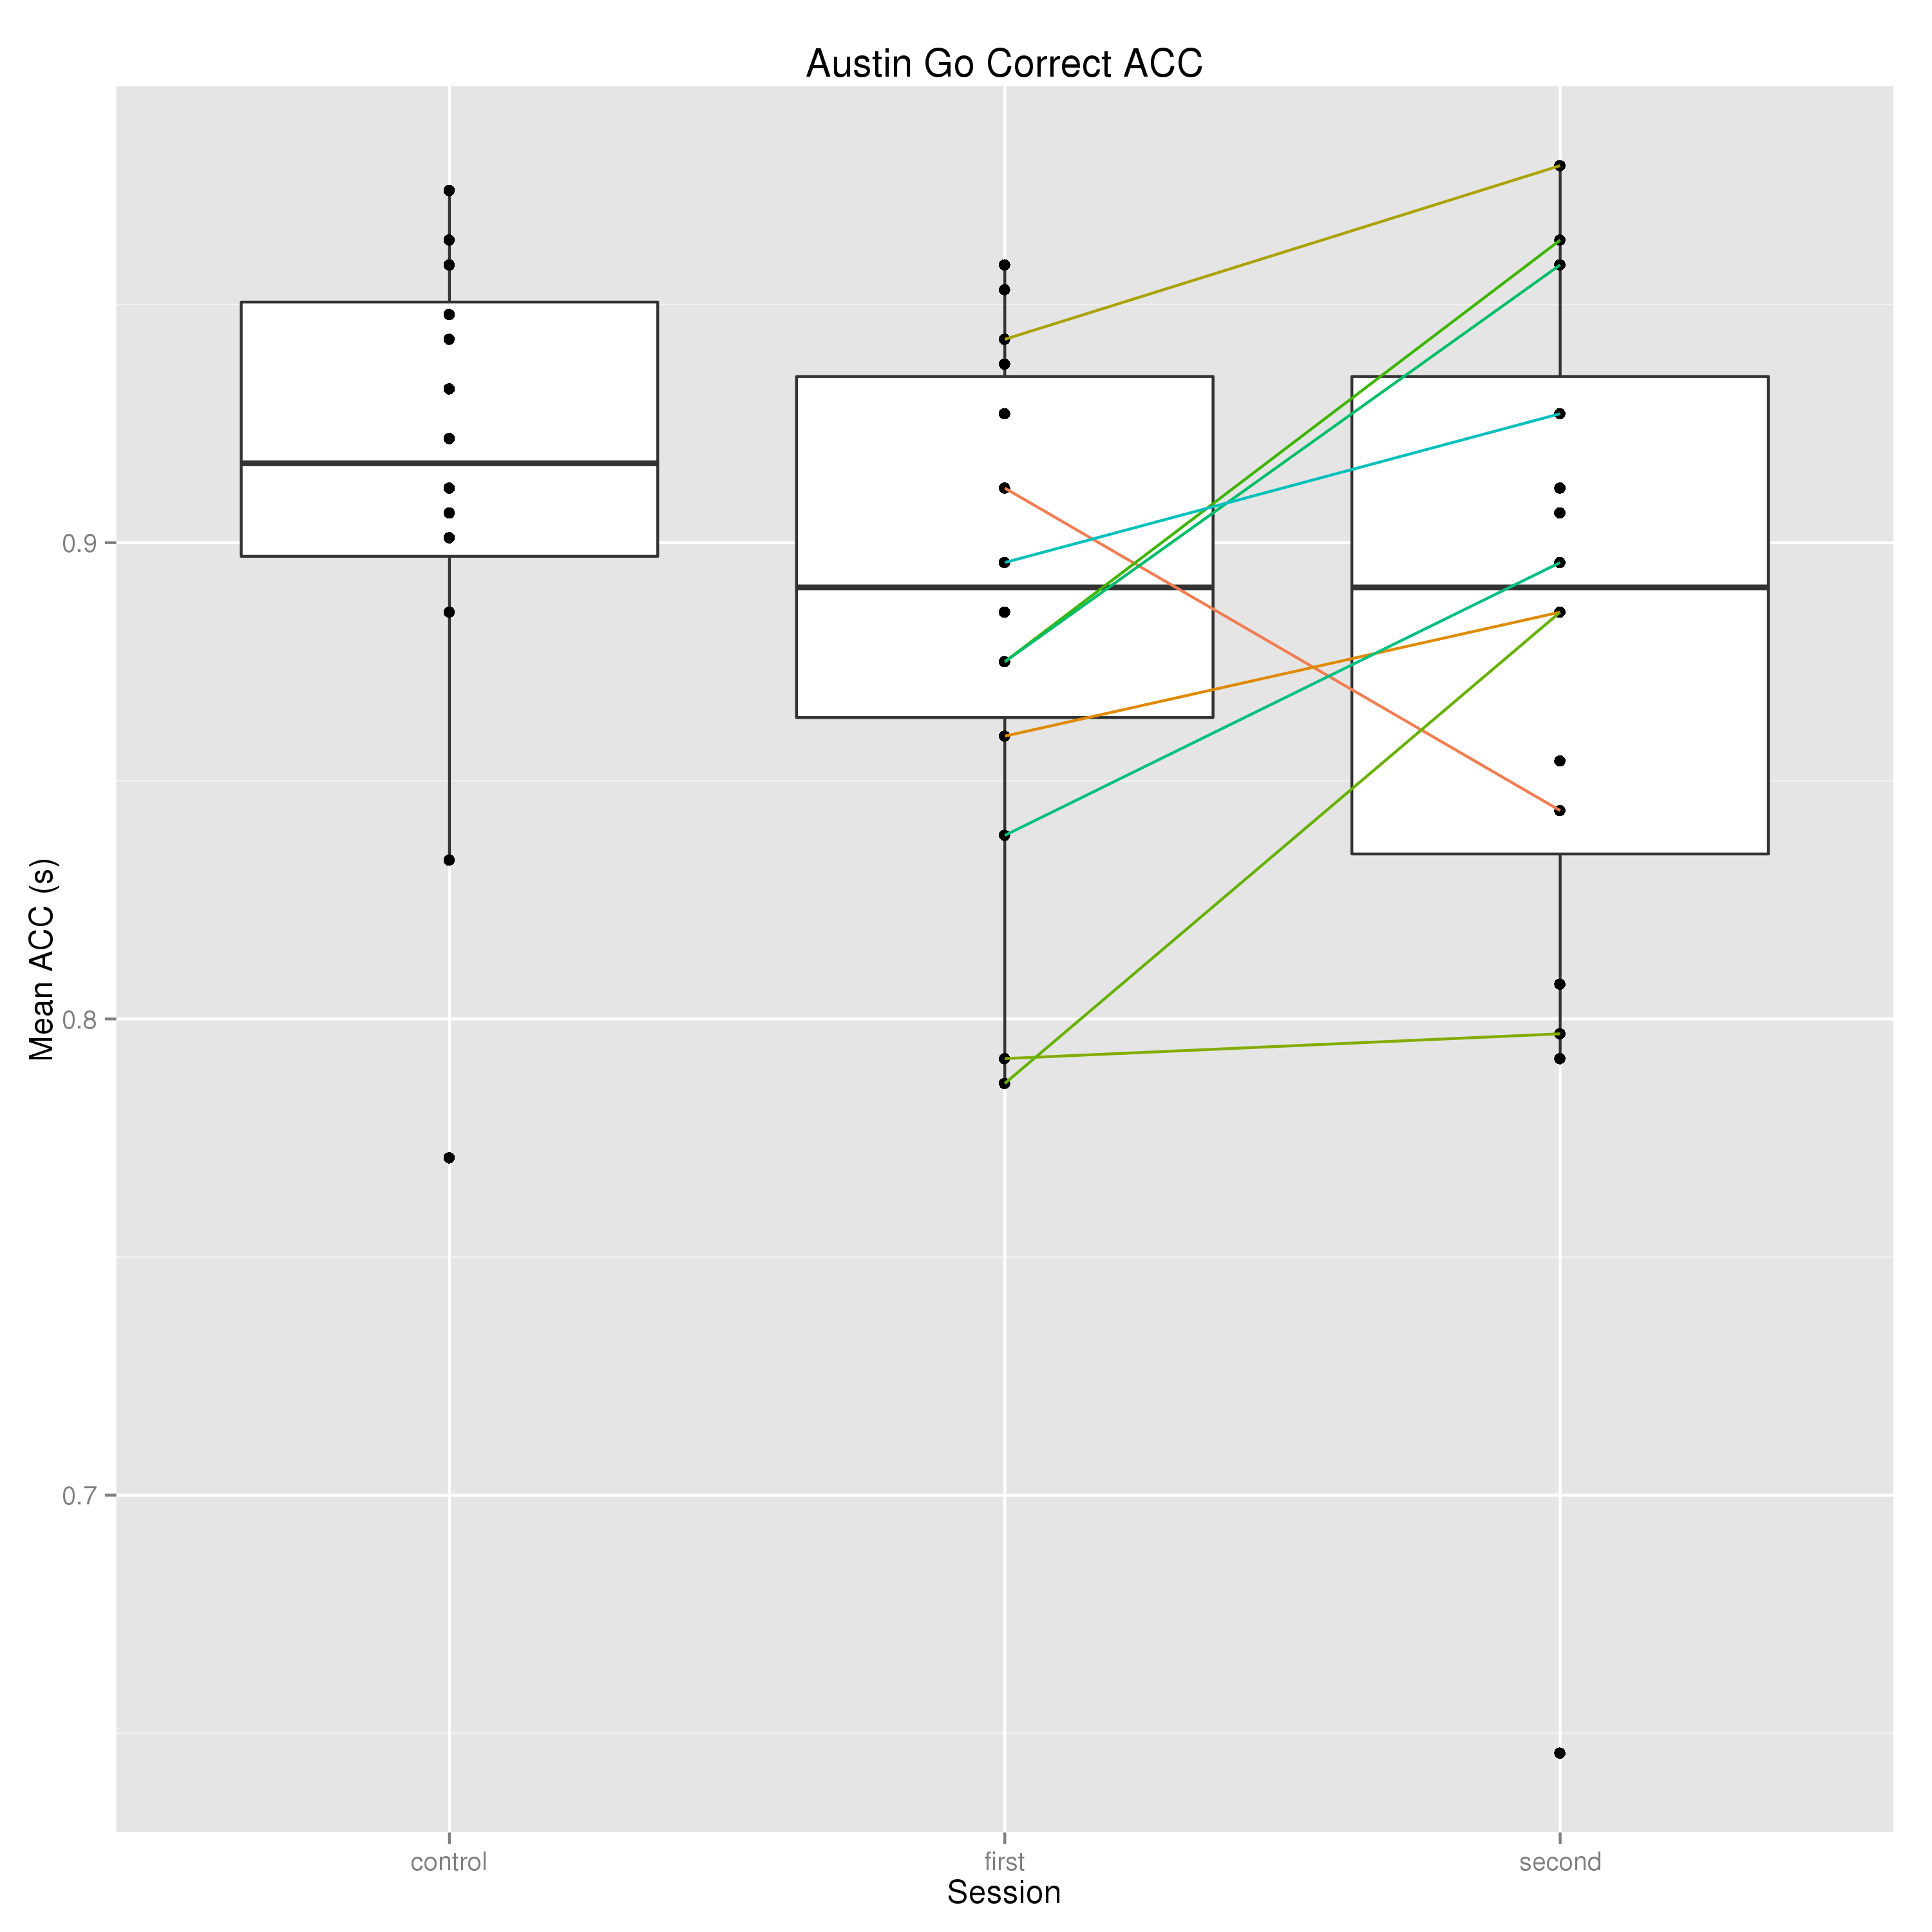 Austin Go Correct ACC
Mean ACC (s)
0.9
0.8
0.7
control
first
second
Session